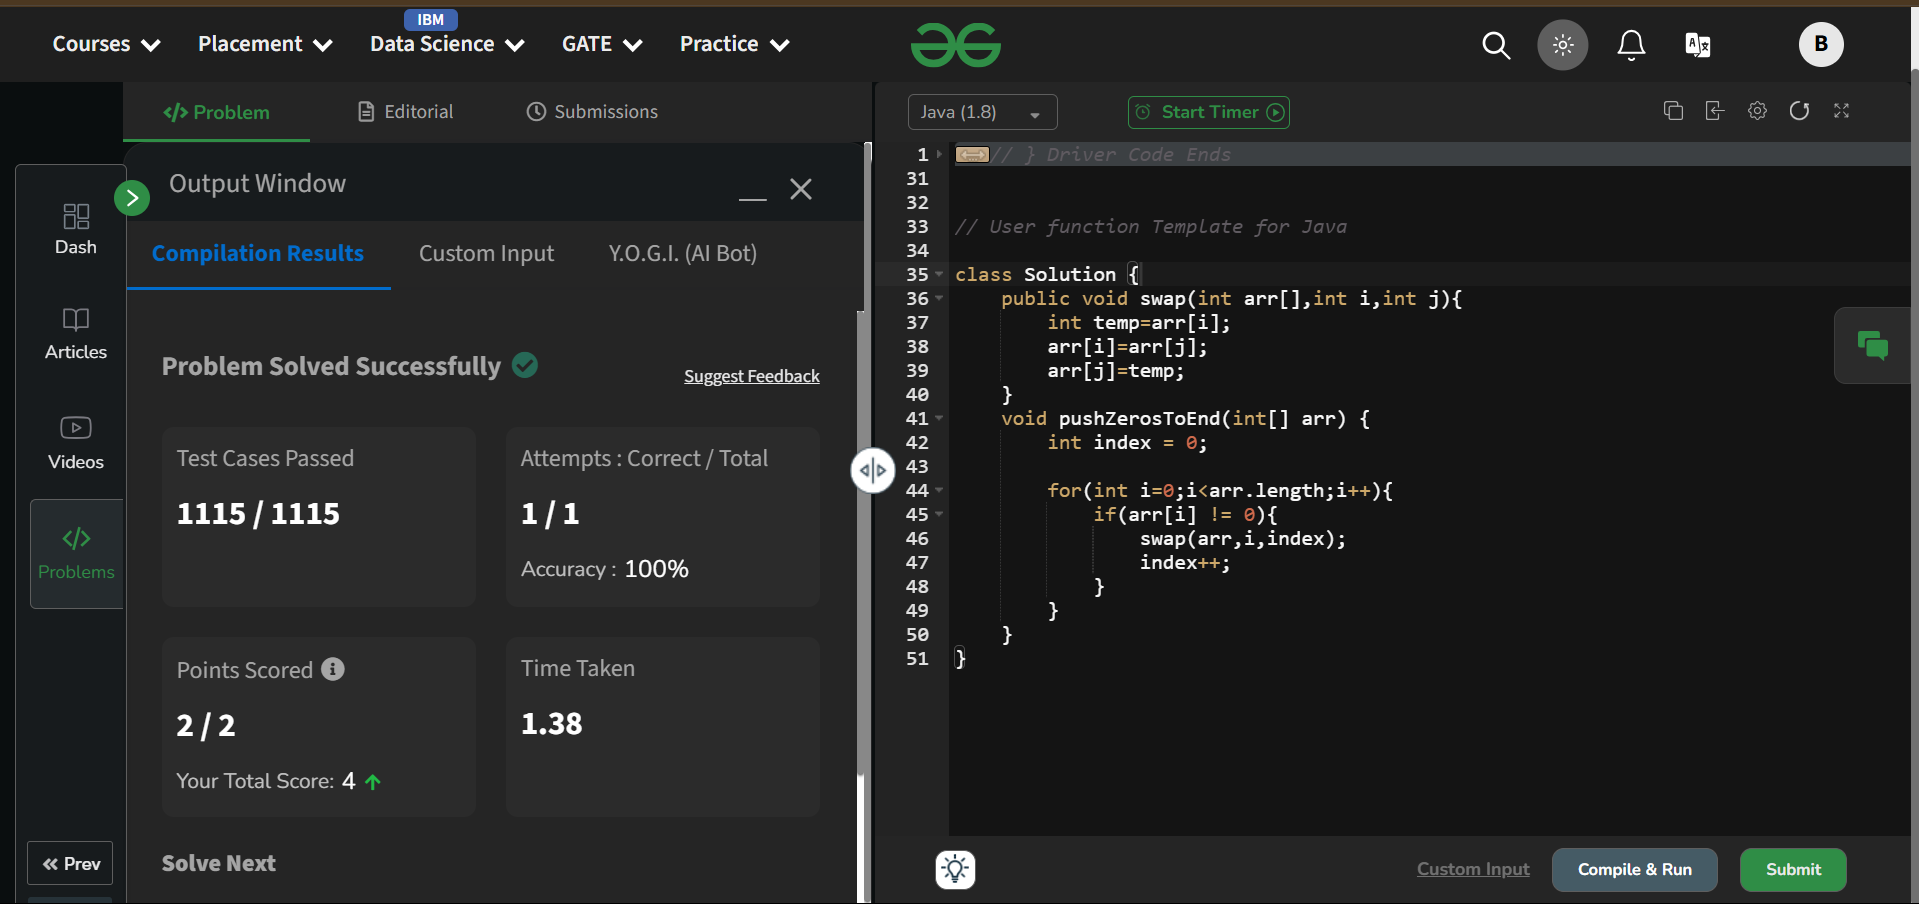 IBM
Courses Placement Data Science GATE Practice B
Problem Editorial Submissions
Java (1.8) Start Timer
Dash
Articles
Videos
Problems
Prev
Output Window
Compilation Results Custom Input Y.O.G.I. (AI Bot)
Problem Solved Successfully
Suggest Feedback
Test Cases Passed
1115 / 1115
Attempts : Correct / Total
1 / 1
Accuracy : 100%
Points Scored
2 / 2
Your Total Score: 4
Time Taken
1.38
Solve Next
1 // } Driver Code Ends
31
32
33 // User function Template for Java
34
35 class Solution {
36 public void swap(int arr[],int i,int j){
37 int temp=arr[i];
38 arr[i]=arr[j];
39 arr[j]=temp;
40 }
41 void pushZerosToEnd(int[] arr) {
42 int index = 0;
43
44 for(int i=0;i<arr.length;i++){
45 if(arr[i] != 0){
46 swap(arr,i,index);
47 index++;
48 }
49 }
50 }
51 }
Custom Input Compile & Run Submit